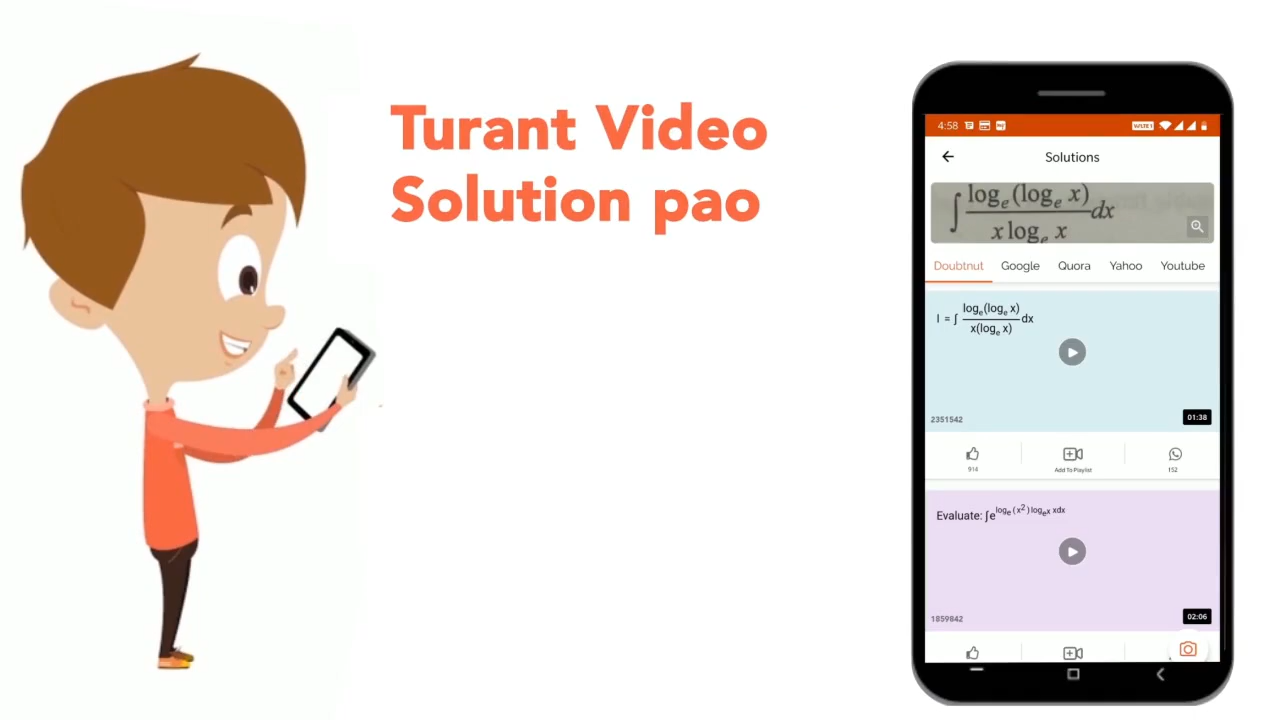 Turant Video
Solution pao
4:58
Solutions
∫ logₑ(logₑ x) / x logₑ x dx
Doubtnut Google Quora Yahoo Youtube
I = ∫ logₑ(logₑ x) / x(logₑ x) dx
2351542 01:38
914 Add To Playlist 152
Evaluate: ∫e^logₑ(x²)logₑx xdx
1859842 02:06